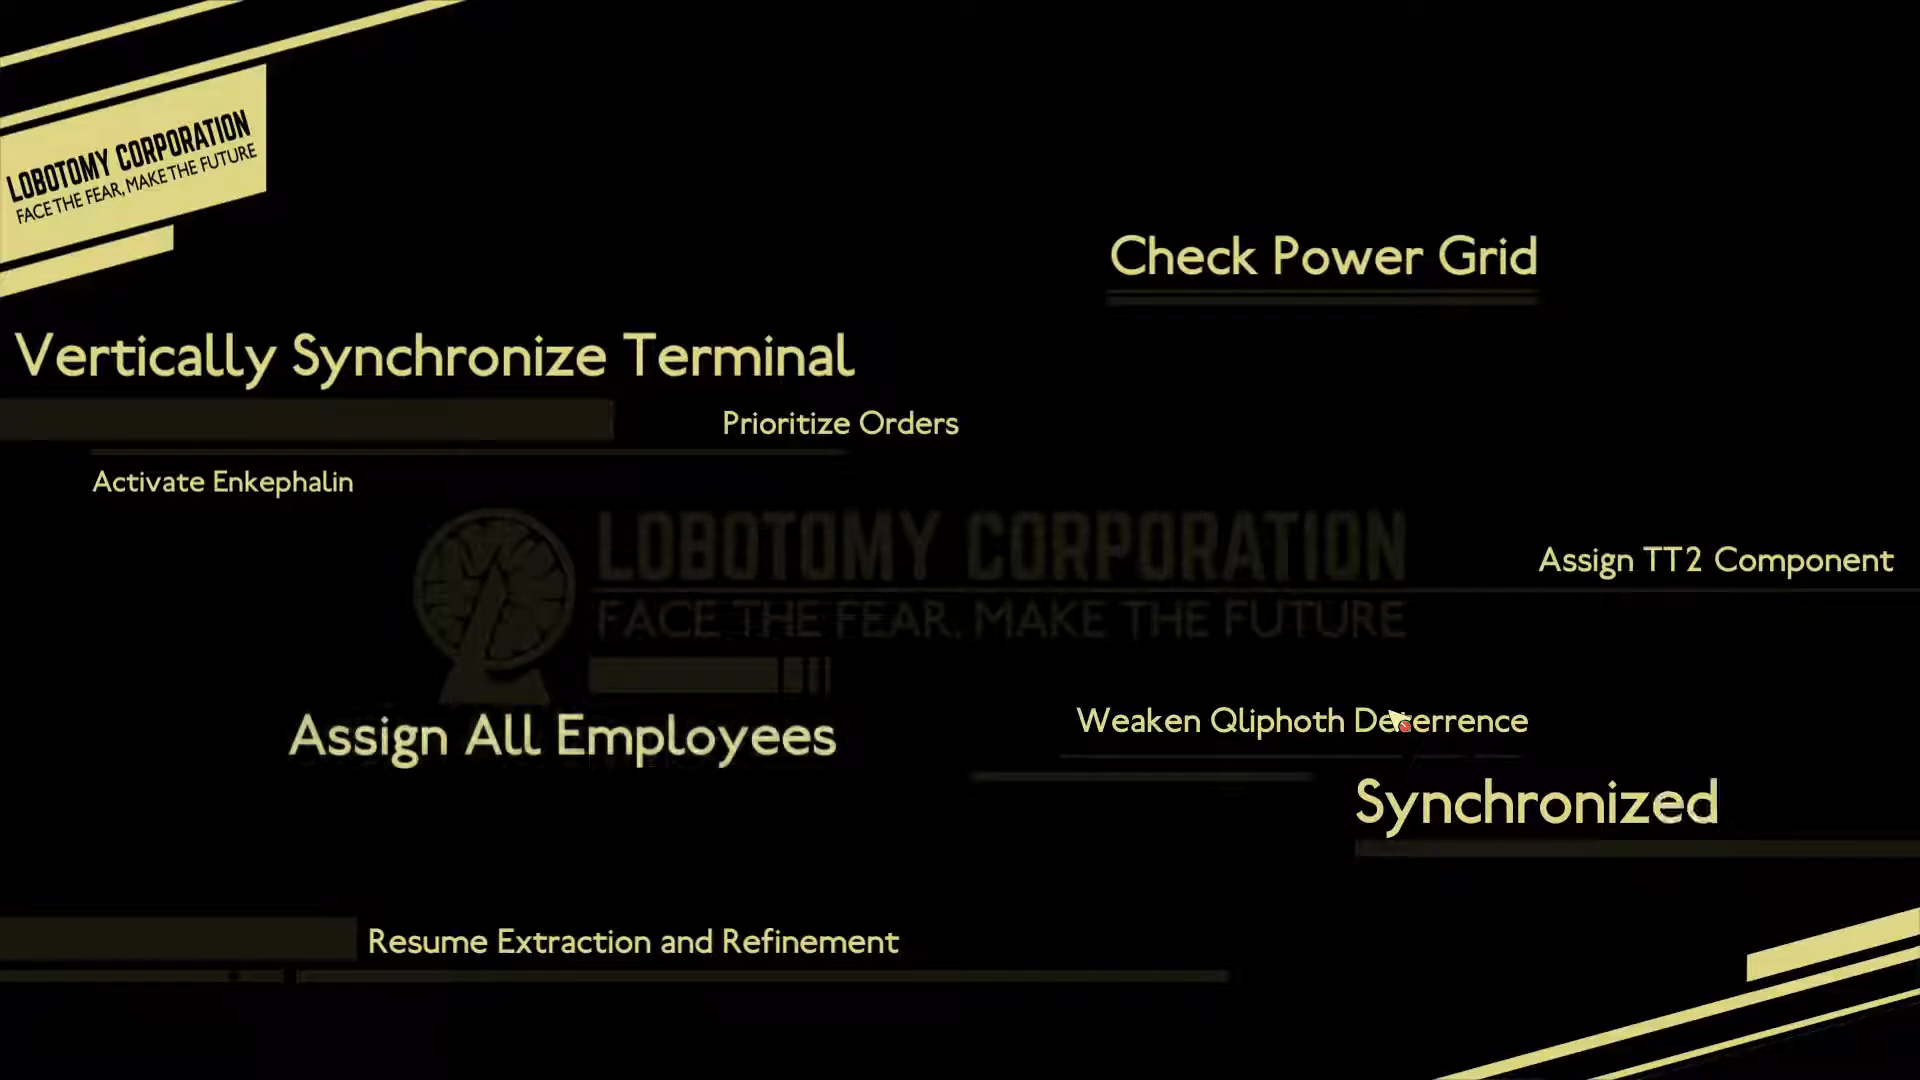 LOBOTOMY CORPORATION
FACE THE FEAR, MAKE THE FUTURE
Check Power Grid
Vertically Synchronize Terminal
Prioritize Orders
Activate Enkephalin
LOBOTOMY CORPORATION
FACE THE FEAR, MAKE THE FUTURE
Assign TT2 Component
Assign All Employees
Weaken Qliphoth Deterrence
Synchronized
Resume Extraction and Refinement